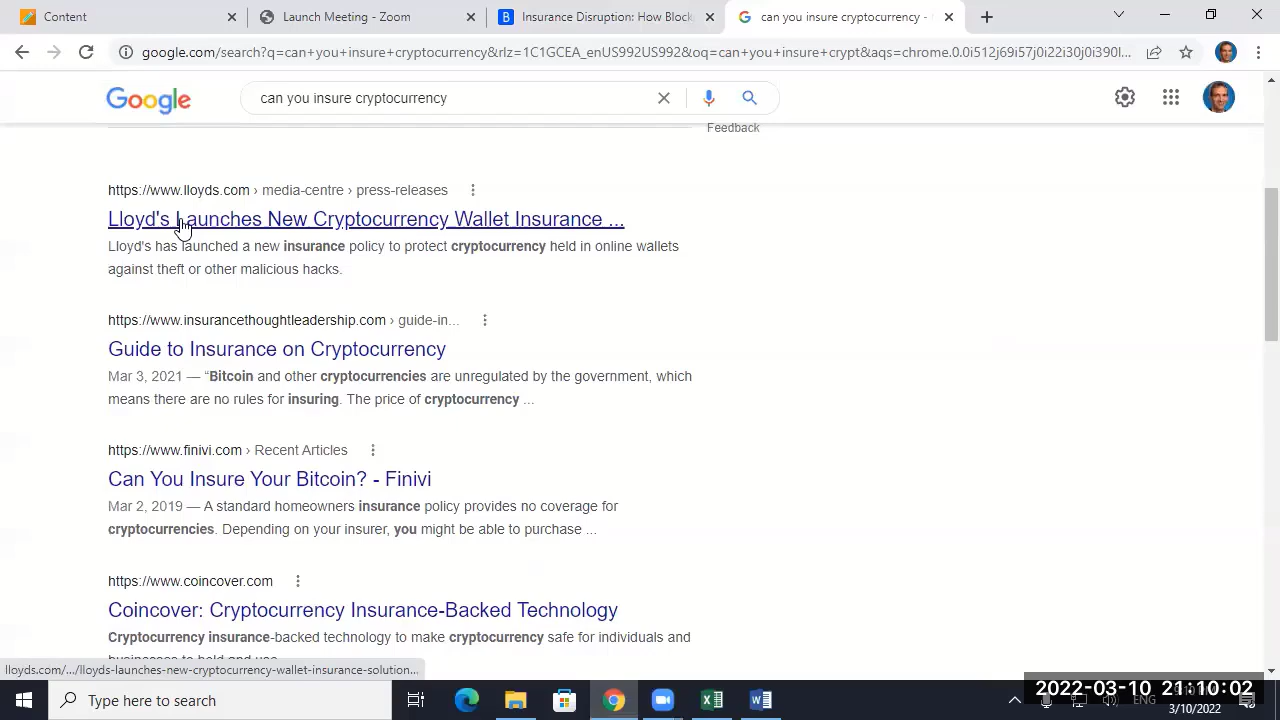 Content
Launch Meeting - Zoom
Insurance Disruption: How Block
can you insure cryptocurrency -
google.com/search?q=can+you+insure+cryptocurrency&rlz=1C1GCEA_enUS992US992&oq=can+you+insure+crypt&aqs=chrome.0.0i512j69i57j0i22i30j0i390l...
Google
can you insure cryptocurrency
Feedback
https://www.lloyds.com › media-centre › press-releases
Lloyd's Launches New Cryptocurrency Wallet Insurance ...
Lloyd's has launched a new insurance policy to protect cryptocurrency held in online wallets
against theft or other malicious hacks.
https://www.insurancethoughtleadership.com › guide-in...
Guide to Insurance on Cryptocurrency
Mar 3, 2021 — “Bitcoin and other cryptocurrencies are unregulated by the government, which
means there are no rules for insuring. The price of cryptocurrency ...
https://www.finivi.com › Recent Articles
Can You Insure Your Bitcoin? - Finivi
Mar 2, 2019 — A standard homeowners insurance policy provides no coverage for
cryptocurrencies. Depending on your insurer, you might be able to purchase ...
https://www.coincover.com
Coincover: Cryptocurrency Insurance-Backed Technology
Cryptocurrency insurance-backed technology to make cryptocurrency safe for individuals and
lloyds.com/.../lloyds-launches-new-cryptocurrency-wallet-insurance-solution...
Type here to search
2022-03-10 21:10:02
ENG
3/10/2022